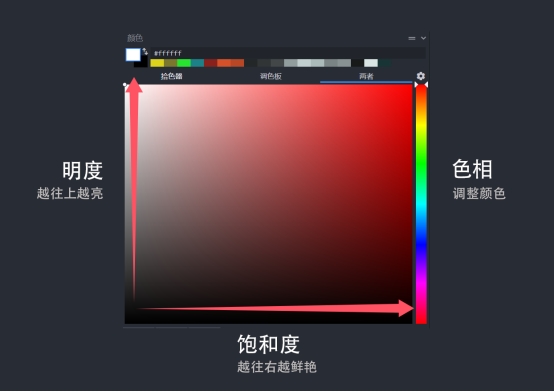 颜色
#ffffff
拾色器 调色板 两者
明度
越往上越亮
色相
调整颜色
饱和度
越往右越鲜艳